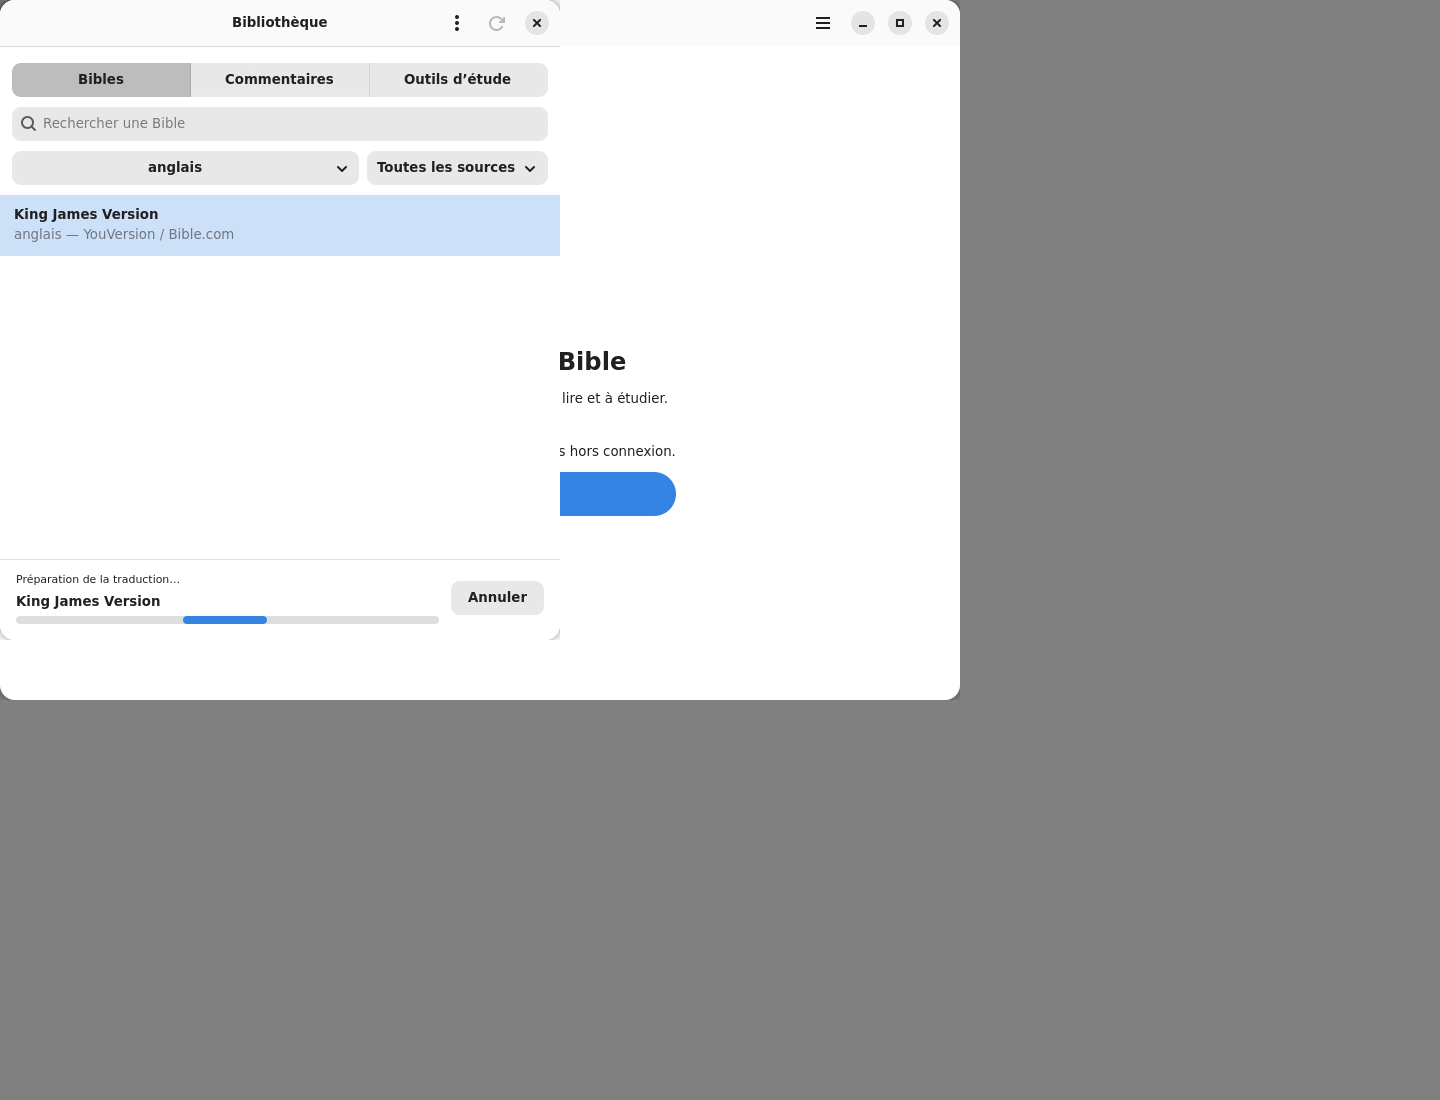 Bibliothèque
Bibles
Commentaires
Outils d’étude
Rechercher une Bible
anglais
Toutes les sources
King James Version
anglais — YouVersion / Bible.com
Bible
lire et à étudier.
s hors connexion.
Préparation de la traduction…
King James Version
Annuler